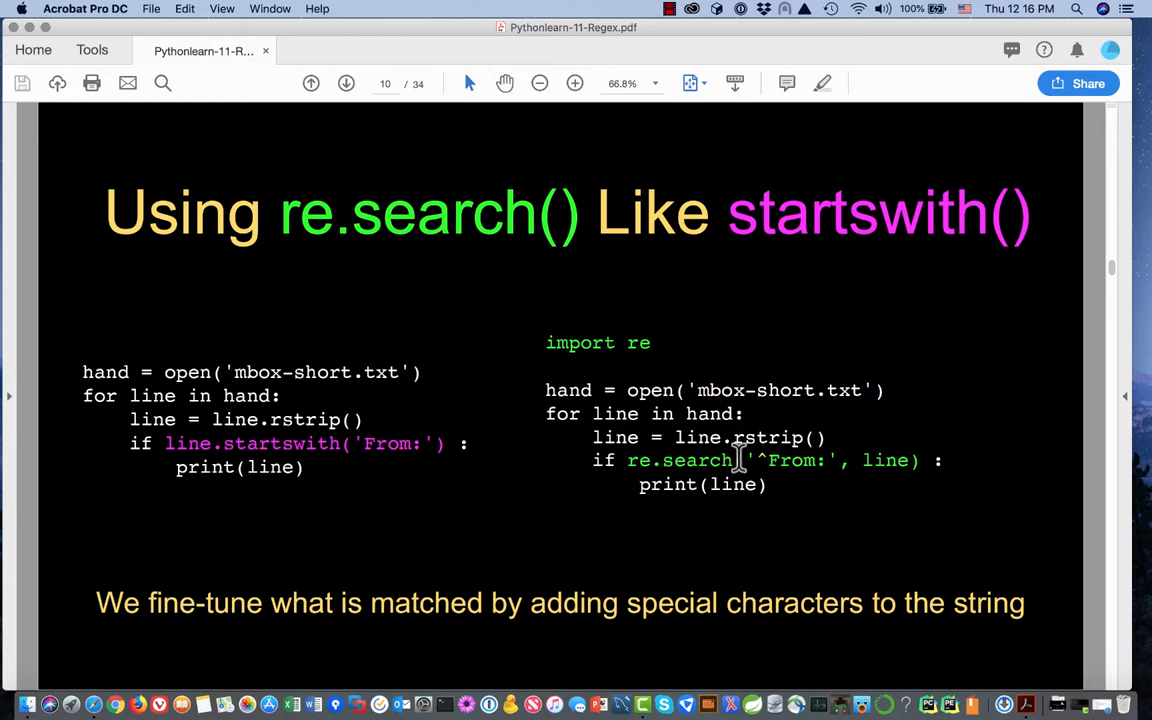 Acrobat Pro DC File Edit View Window Help 100% Thu 12 16 PM
Pythonlearn-11-Regex.pdf
Home Tools Pythonlearn-11-R... ×
10 / 34 66.8% Share
Using re.search() Like startswith()
hand = open('mbox-short.txt')
for line in hand:
line = line.rstrip()
if line.startswith('From:') :
print(line)
import re
hand = open('mbox-short.txt')
for line in hand:
line = line.rstrip()
if re.search('^From:', line) :
print(line)
We fine-tune what is matched by adding special characters to the string